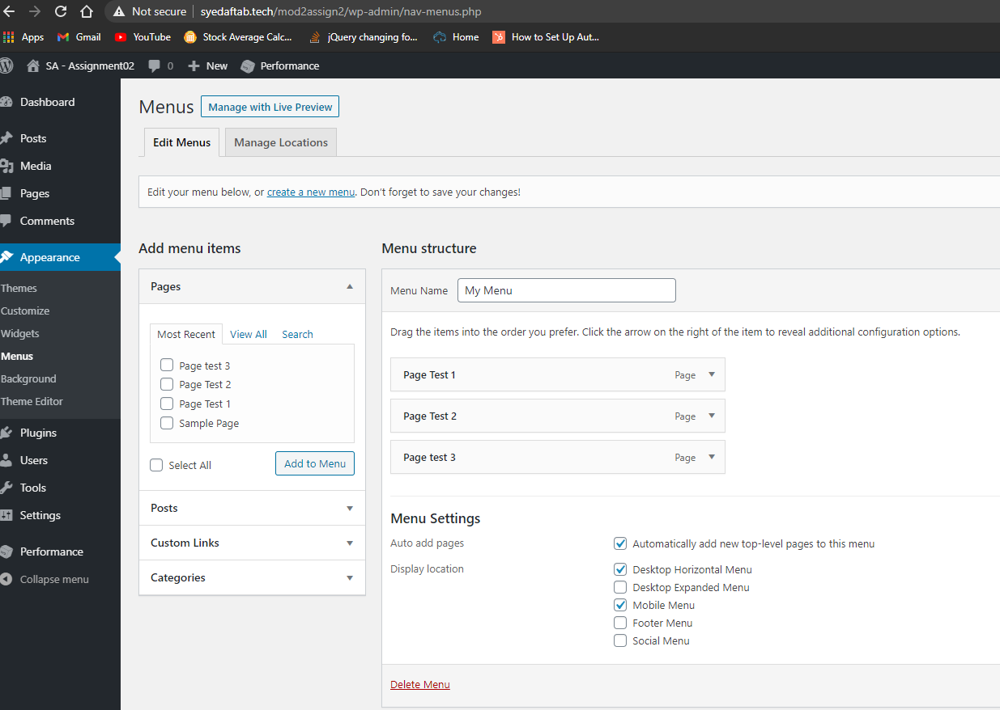 Not secure syedaftab.tech/mod2assign2/wp-admin/nav-menus.php
Apps Gmail YouTube Stock Average Calc... jQuery changing fo... Home How to Set Up Aut...
SA - Assignment02 0 New Performance
Dashboard
Posts
Media
Pages
Comments
Appearance
Themes
Customize
Widgets
Menus
Background
Theme Editor
Plugins
Users
Tools
Settings
Performance
Collapse menu
Menus Manage with Live Preview
Edit Menus Manage Locations
Edit your menu below, or create a new menu. Don't forget to save your changes!
Add menu items
Pages
Most Recent View All Search
Page test 3
Page Test 2
Page Test 1
Sample Page
Select All Add to Menu
Posts
Custom Links
Categories
Menu structure
Menu Name My Menu
Drag the items into the order you prefer. Click the arrow on the right of the item to reveal additional configuration options.
Page Test 1 Page
Page Test 2 Page
Page test 3 Page
Menu Settings
Auto add pages Automatically add new top-level pages to this menu
Display location Desktop Horizontal Menu
Desktop Expanded Menu
Mobile Menu
Footer Menu
Social Menu
Delete Menu